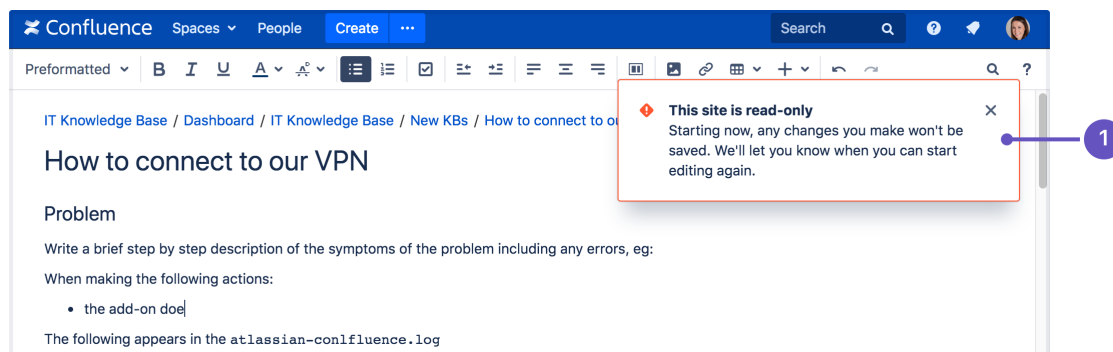 Confluence Spaces People Create ··· Search
Preformatted B I U A
This site is read-only
Starting now, any changes you make won't be
saved. We'll let you know when you can start
editing again.
1
IT Knowledge Base / Dashboard / IT Knowledge Base / New KBs / How to connect to
How to connect to our VPN
Problem
Write a brief step by step description of the symptoms of the problem including any errors, eg:
When making the following actions:
• the add-on doe
The following appears in the atlassian-conlfluence.log